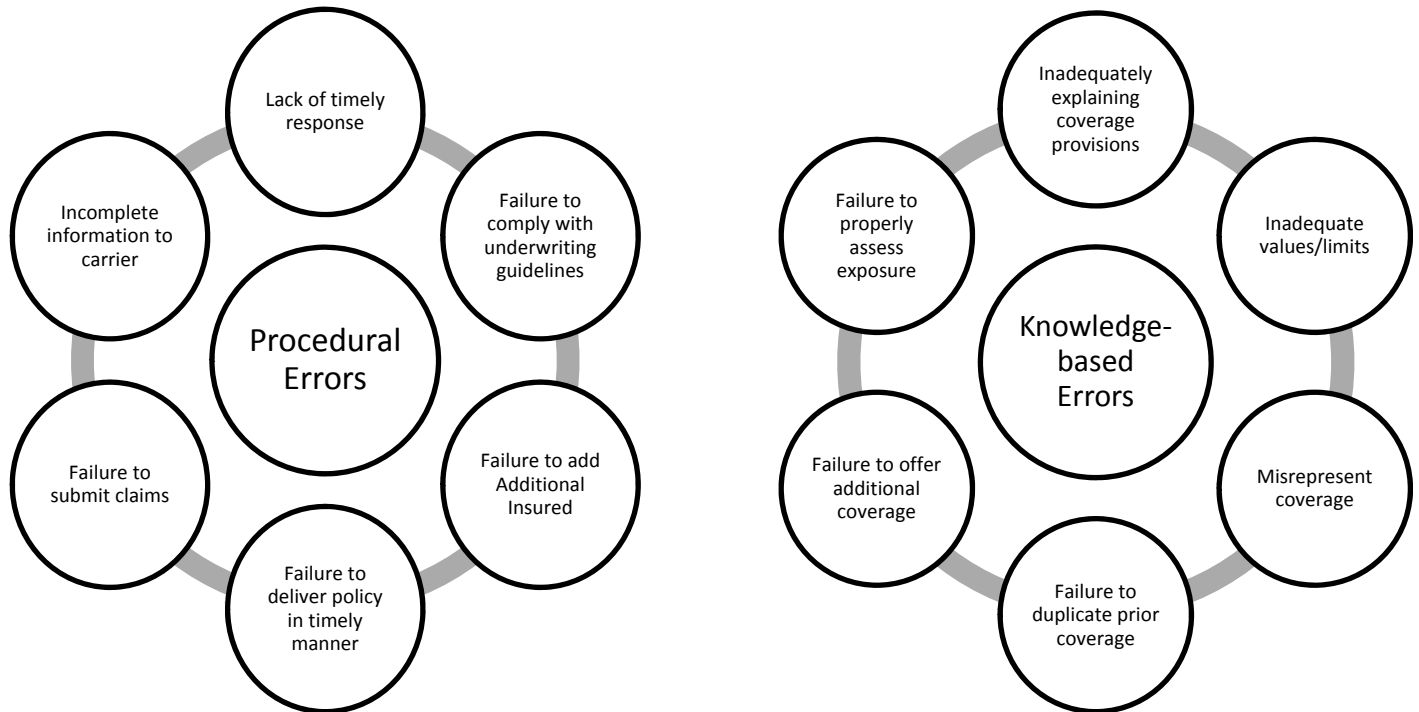 Lack of timely
response
Failure to
comply with
underwriting
guidelines
Failure to add
Additional
Insured
Failure to
deliver policy
in timely
manner
Failure to
submit claims
Incomplete
information to
carrier
Procedural
Errors
Inadequately
explaining
coverage
provisions
Inadequate
values/limits
Misrepresent
coverage
Failure to
duplicate prior
coverage
Failure to offer
additional
coverage
Failure to
properly
assess
exposure
Knowledge-
based
Errors